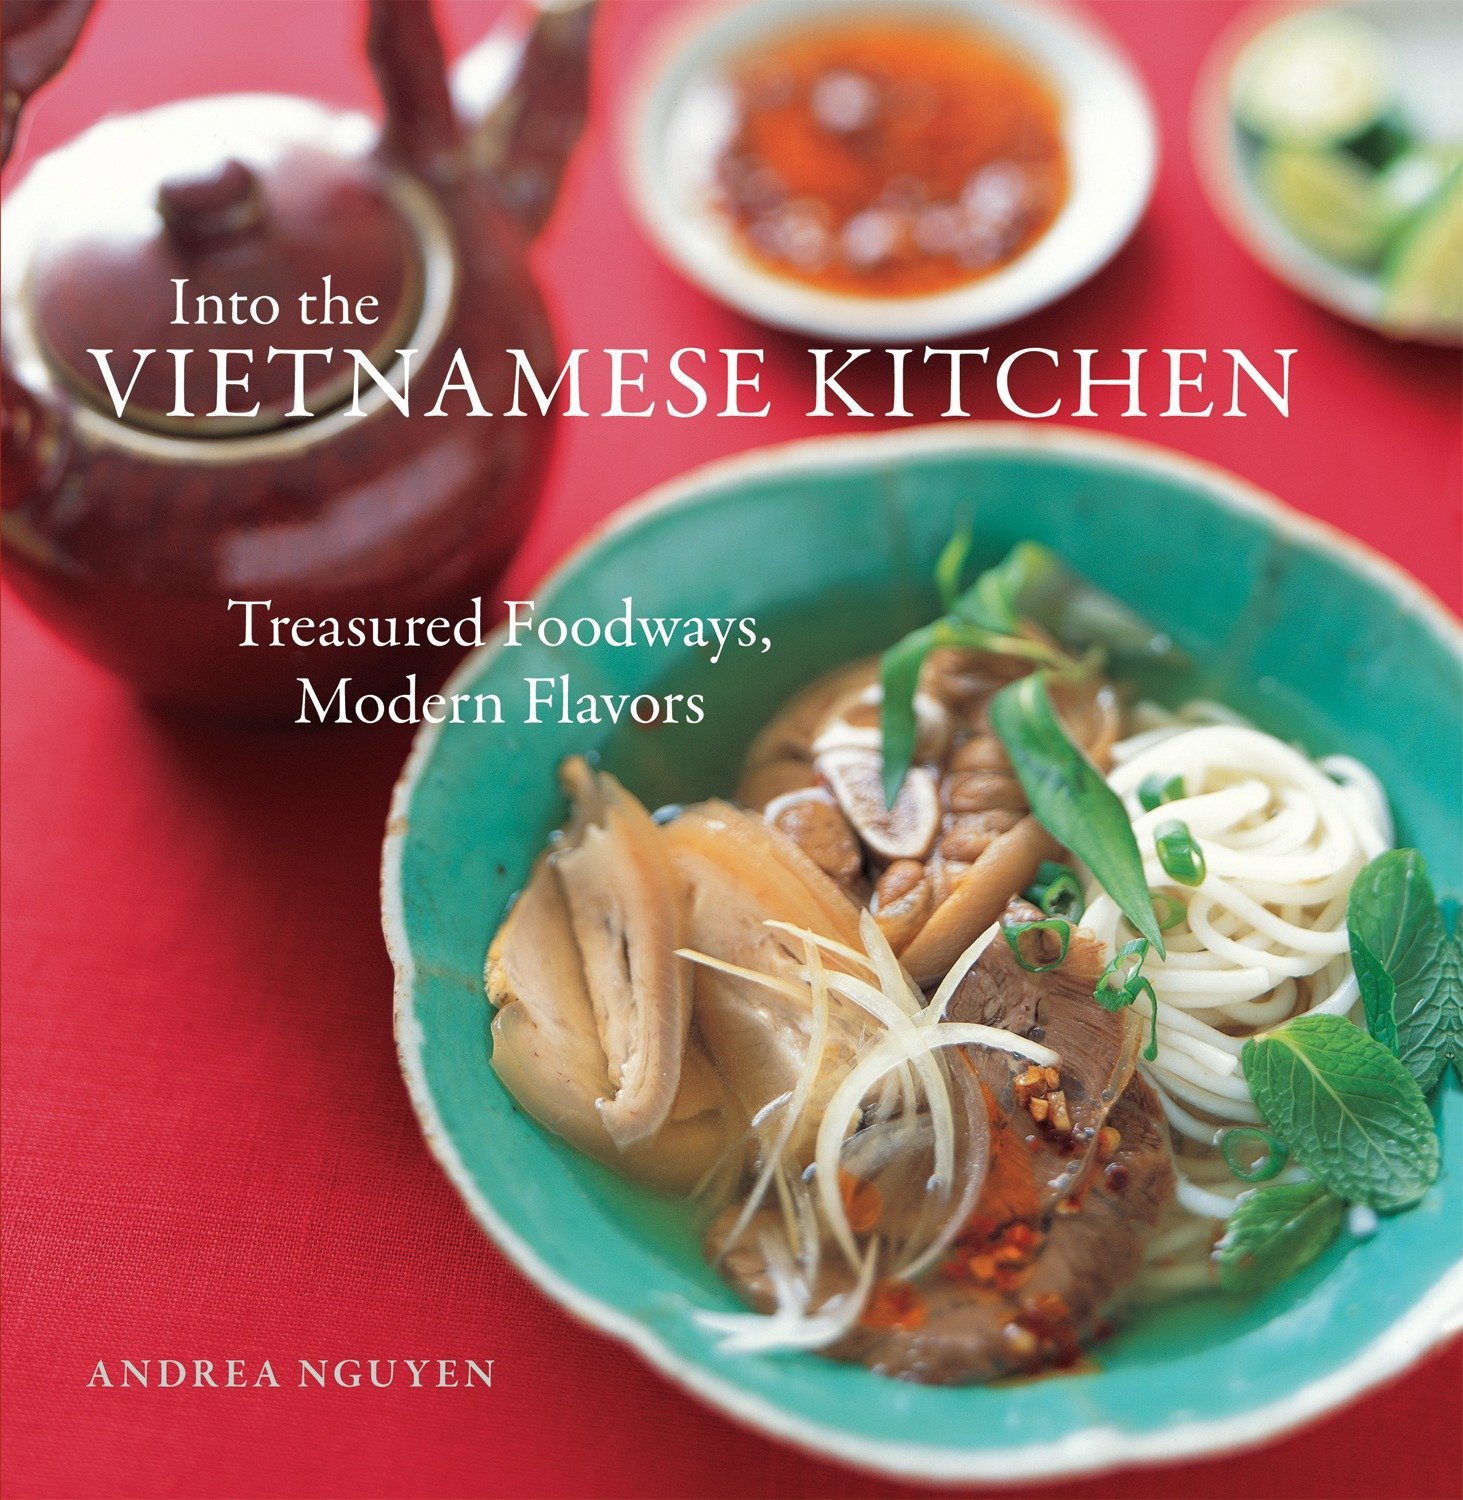 Into the
VIETNAMESE KITCHEN
Treasured Foodways,
Modern Flavors
ANDREA NGUYEN